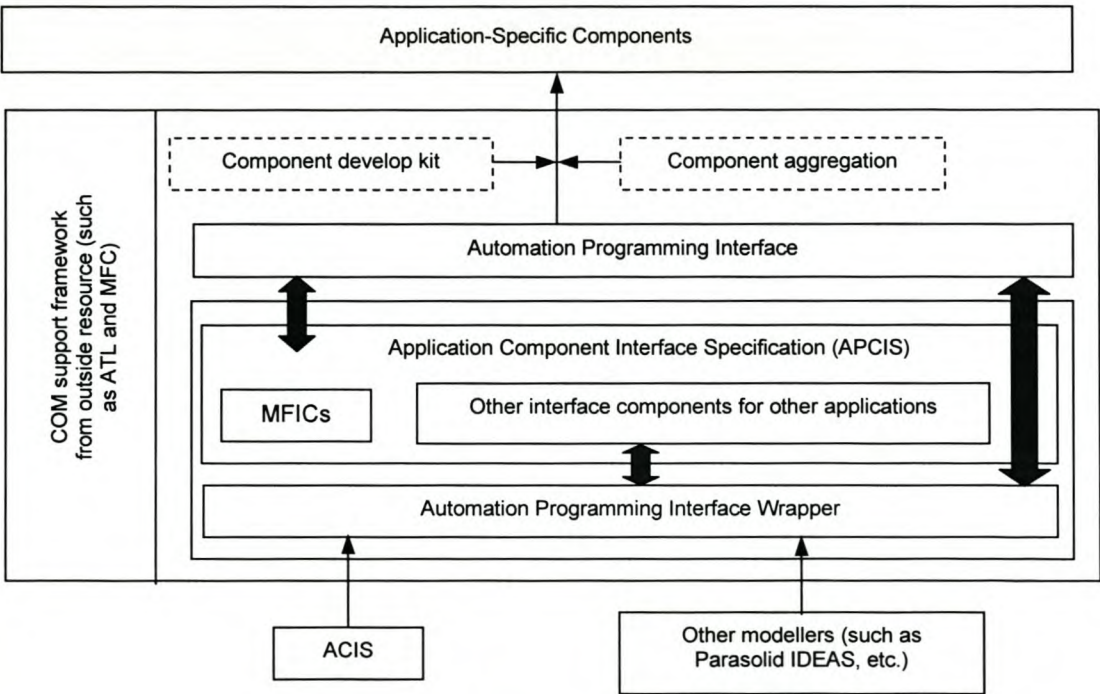 Application-Specific Components
Component develop kit
Component aggregation
COM support framework
from outside resource (such
as ATL and MFC)
Automation Programming Interface
Application Component Interface Specification (APCIS)
MFICs
Other interface components for other applications
Automation Programming Interface Wrapper
ACIS
Other modellers (such as
Parasolid IDEAS, etc.)